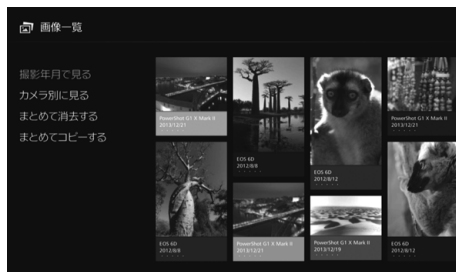 画像一覧
撮影年月で見る
カメラ別に見る
まとめて消去する
まとめてコピーする
PowerShot G1 X Mark II
2013/12/21
EOS 6D
2012/8/8
EOS 6D
2012/8/12
PowerShot G1 X Mark II
2013/12/21
EOS 6D
2012/8/8
PowerShot G1 X Mark II
2013/12/21
PowerShot G1 X Mark II
2013/12/19
EOS 6D
2012/8/12